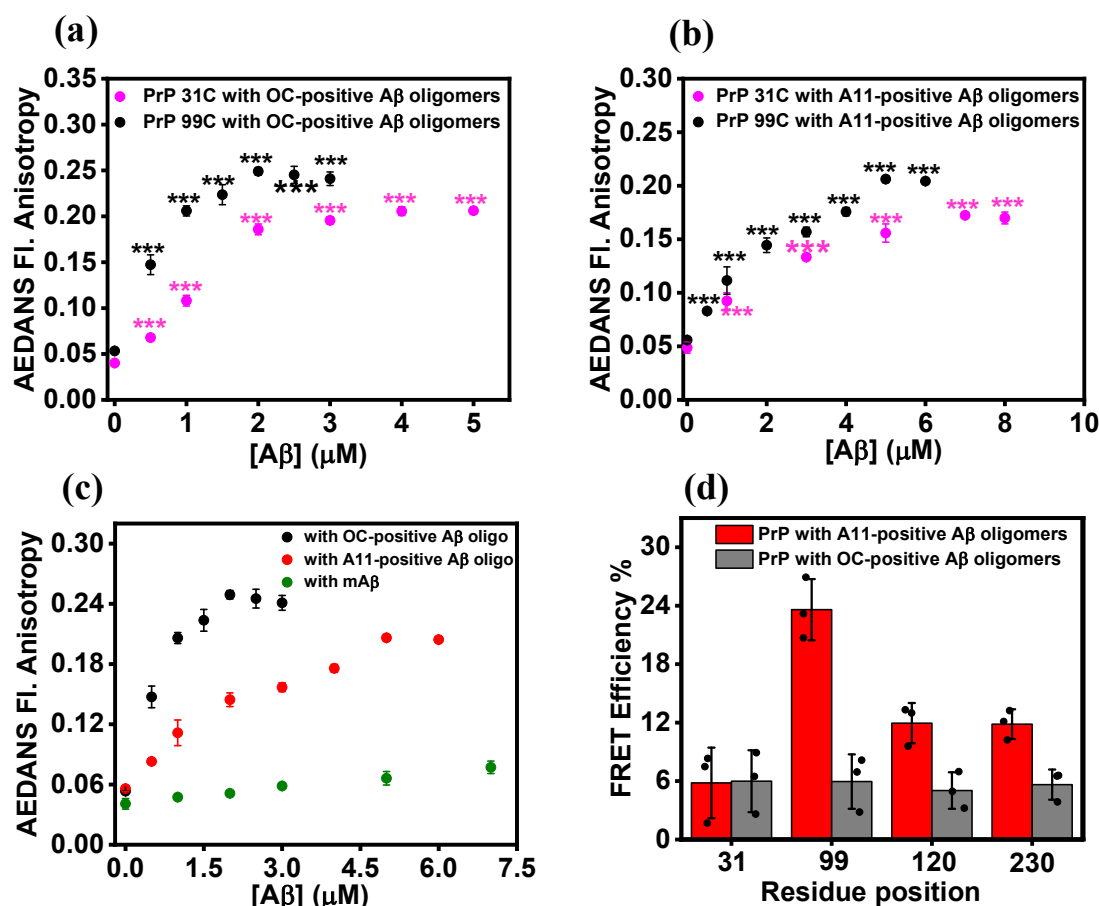 (a)
AEDANS Fl. Anisotropy
0.35
0.30
0.25
0.20
0.15
0.10
0.05
0.00
PrP 31C with OC-positive Aβ oligomers
PrP 99C with OC-positive Aβ oligomers
*** *** *** *** *** ***
*** *** *** *** *** ***
0 1 2 3 4 5
[Aβ] (μM)
(b)
AEDANS Fl. Anisotropy
0.30
0.25
0.20
0.15
0.10
0.05
0.00
PrP 31C with A11-positive Aβ oligomers
PrP 99C with A11-positive Aβ oligomers
*** *** *** *** *** *** ***
*** *** *** *** ***
0 2 4 6 8 10
[Aβ] (μM)
(c)
AEDANS Fl. Anisotropy
0.30
0.24
0.18
0.12
0.06
0.00
with OC-positive Aβ oligo
with A11-positive Aβ oligo
with mAβ
0.0 1.5 3.0 4.5 6.0 7.5
[Aβ] (μM)
(d)
FRET Efficiency %
30
24
18
12
6
0
PrP with A11-positive Aβ oligomers
PrP with OC-positive Aβ oligomers
31 99 120 230
Residue position